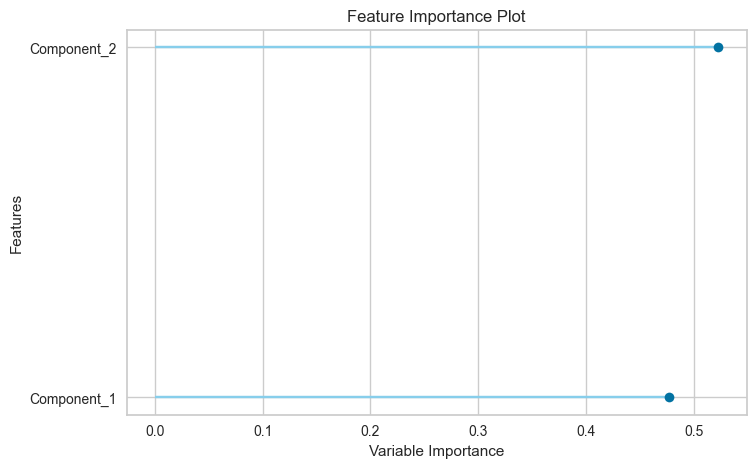 Feature Importance Plot
Component_2
Features
Component_1
0.0 0.1 0.2 0.3 0.4 0.5
Variable Importance